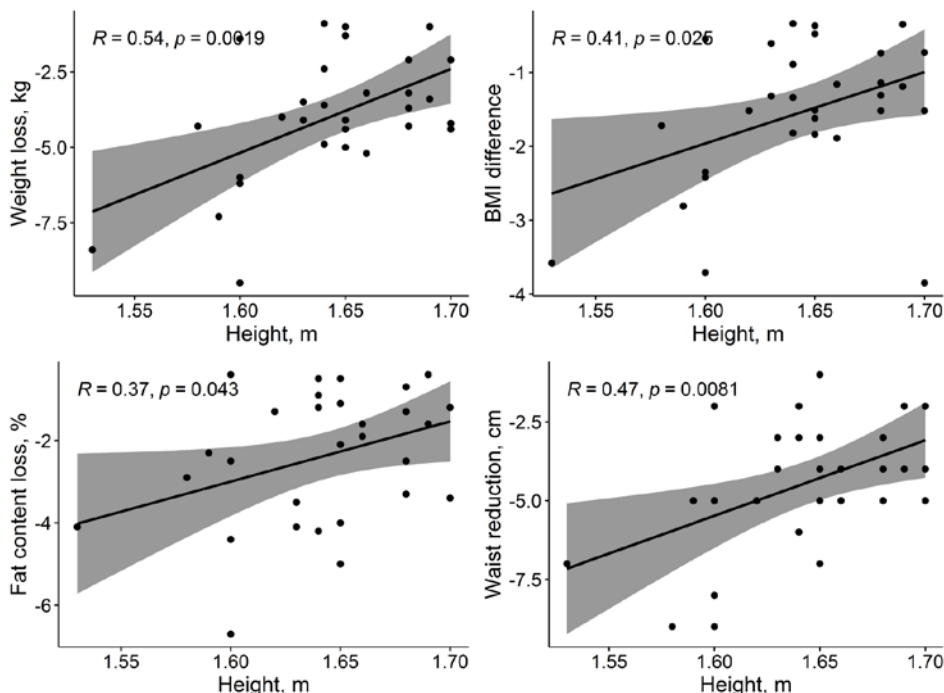 R = 0.54, p = 0.0019
Weight loss, kg
-2.5
-5.0
-7.5
1.55 1.60 1.65 1.70
Height, m
R = 0.41, p = 0.025
BMI difference
-1
-2
-3
-4
1.55 1.60 1.65 1.70
Height, m
R = 0.37, p = 0.043
Fat content loss, %
-2
-4
-6
1.55 1.60 1.65 1.70
Height, m
R = 0.47, p = 0.0081
Waist reduction, cm
-2.5
-5.0
-7.5
1.55 1.60 1.65 1.70
Height, m